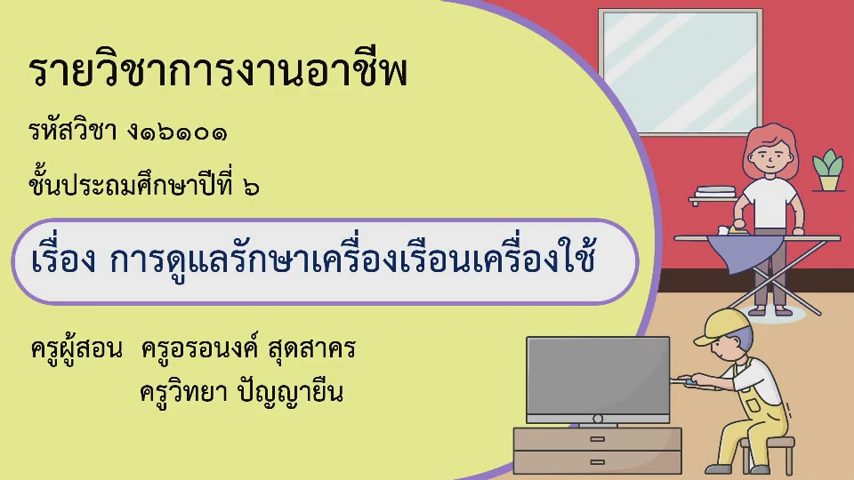 รายวิชาการงานอาชีพ
รหัสวิชา ง๑๖๑๐๑
ชั้นประถมศึกษาปีที่ ๖
เรื่อง การดูแลรักษาเครื่องเรือนเครื่องใช้
ครูผู้สอน ครูอรอนงค์ สุดสาคร
ครูวิทยา ปัญญายืน